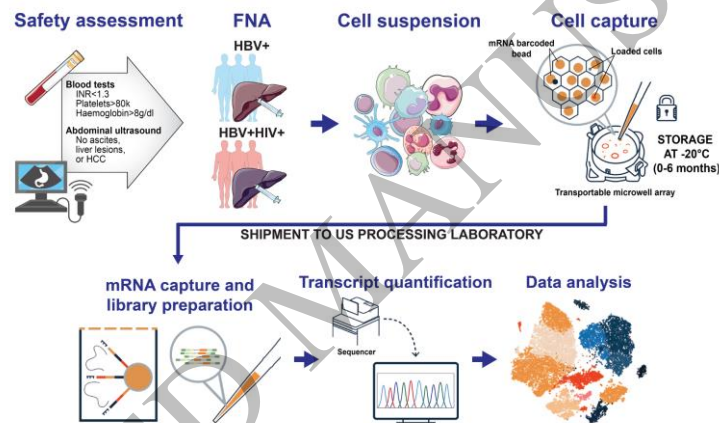 Safety assessment
FNA
Cell suspension
Cell capture
Blood tests
INR<1.3
Platelets>80k
Haemoglobin>8g/dl
Abdominal ultrasound
No ascites,
liver lesions,
or HCC
HBV+
HBV+HIV+
mRNA barcoded
bead
Loaded cells
STORAGE
AT -20°C
(0-6 months)
Transportable microwell array
SHIPMENT TO US PROCESSING LABORATORY
mRNA capture and
library preparation
Transcript quantification
Data analysis
Sequencer